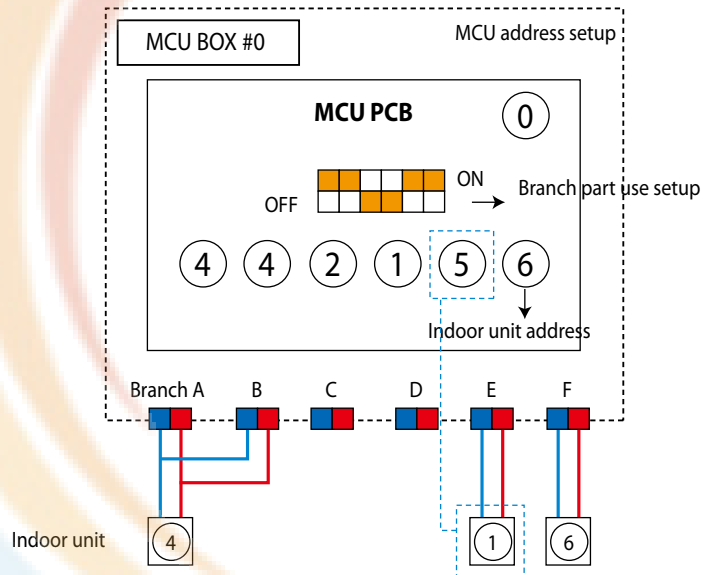 MCU BOX #0
MCU address setup
MCU PCB
0
ON
OFF
Branch part use setup
4 4 2 1 5 6
Indoor unit address
Branch A B C D E F
Indoor unit
4 1 6